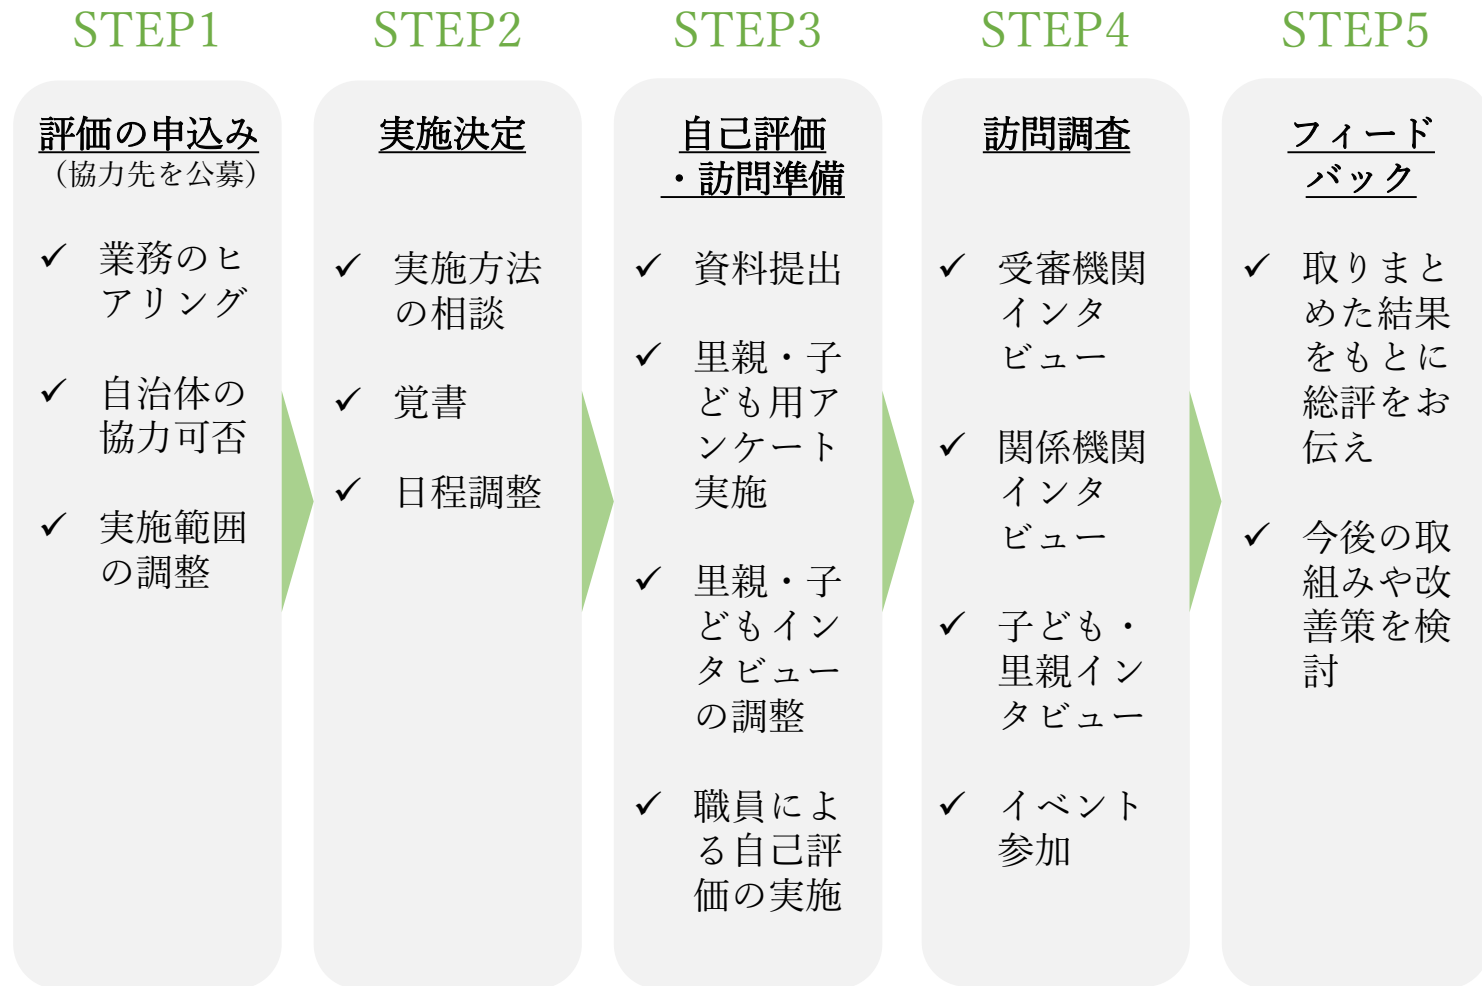 STEP1
評価の申込み
（協力先を公募）
業務のヒ
アリング
自治体の
協力可否
実施範囲
の調整
STEP2
実施決定
実施方法
の相談
覚書
日程調整
STEP3
自己評価
・訪問準備
資料提出
里親・子
ども用ア
ンケート
実施
里親・子
どもイン
タビュー
の調整
職員によ
る自己評
価の実施
STEP4
訪問調査
受審機関
インタ
ビュー
関係機関
インタ
ビュー
子ども・
里親イン
タビュー
イベント
参加
STEP5
フィード
バック
取りまと
めた結果
をもとに
総評をお
伝え
今後の取
組みや改
善策を検
討